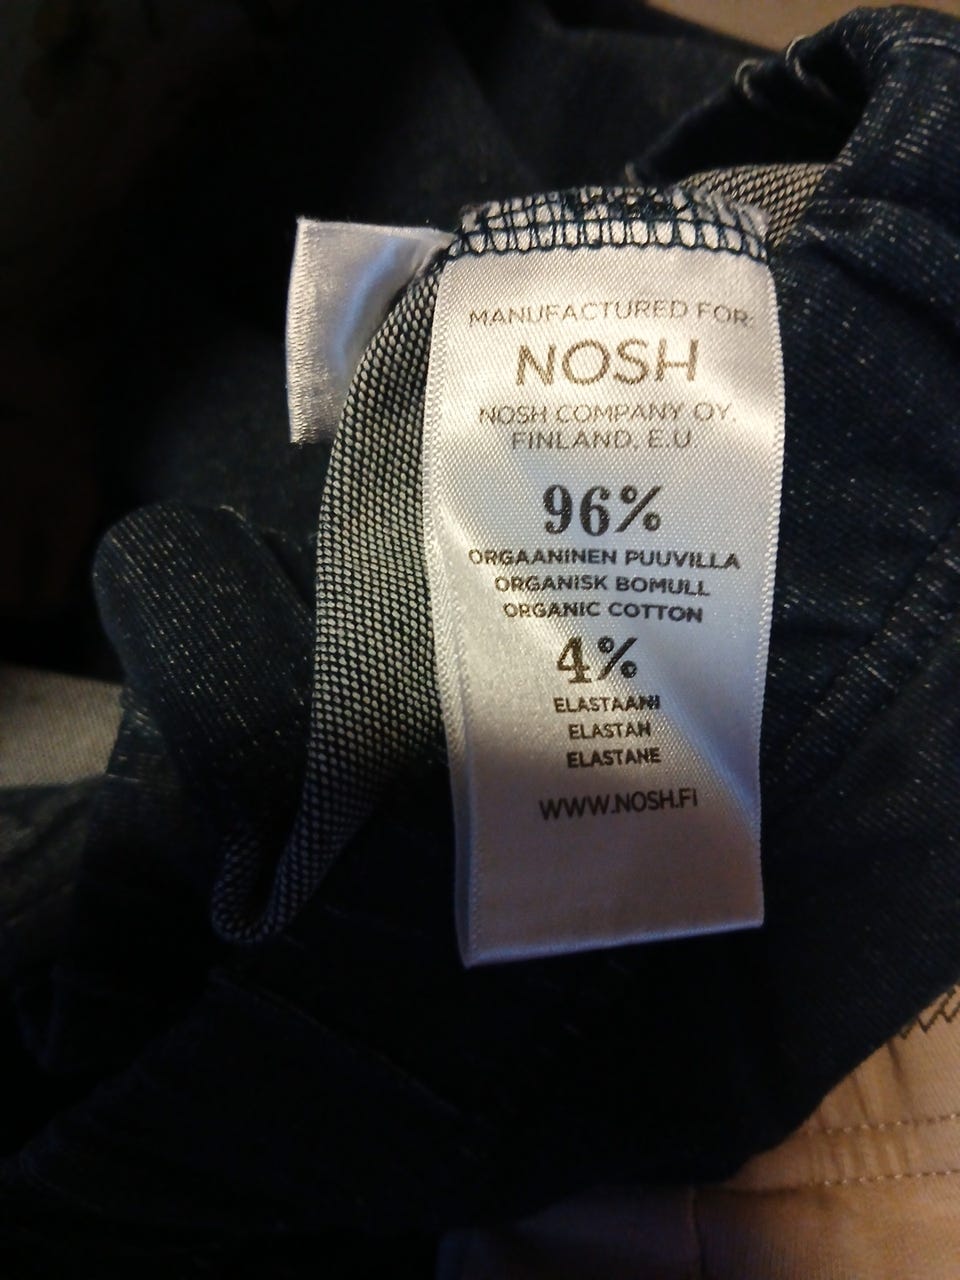 MANUFACTURED FOR:
NOSH
NOSH COMPANY OY,
FINLAND, E.U
96%
ORGAANINEN PUUVILLA
ORGANISK BOMULL
ORGANIC COTTON
4%
ELASTAANI
ELASTAN
ELASTANE
WWW.NOSH.FI